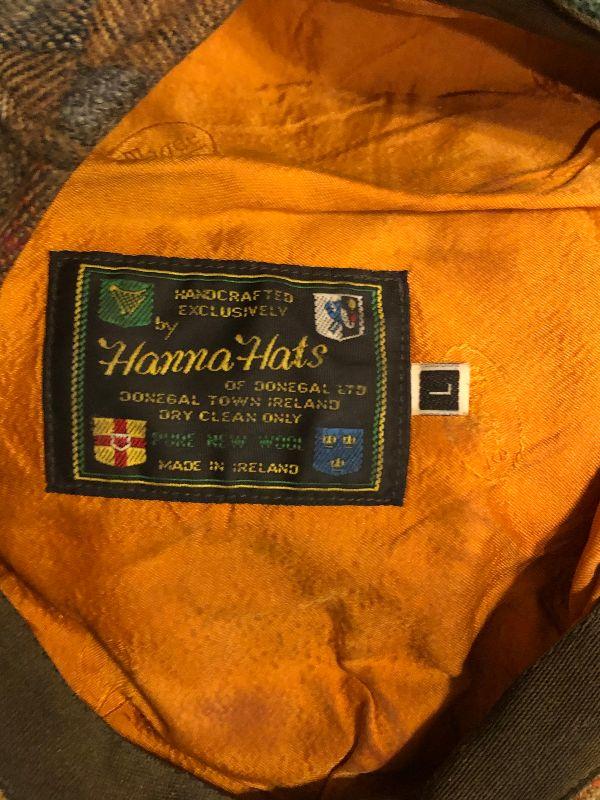 HANDCRAFTED
EXCLUSIVELY
by
Hanna Hats
OF DONEGAL LTD
DONEGAL TOWN IRELAND
DRY CLEAN ONLY
PURE NEW WOOL
MADE IN IRELAND
L